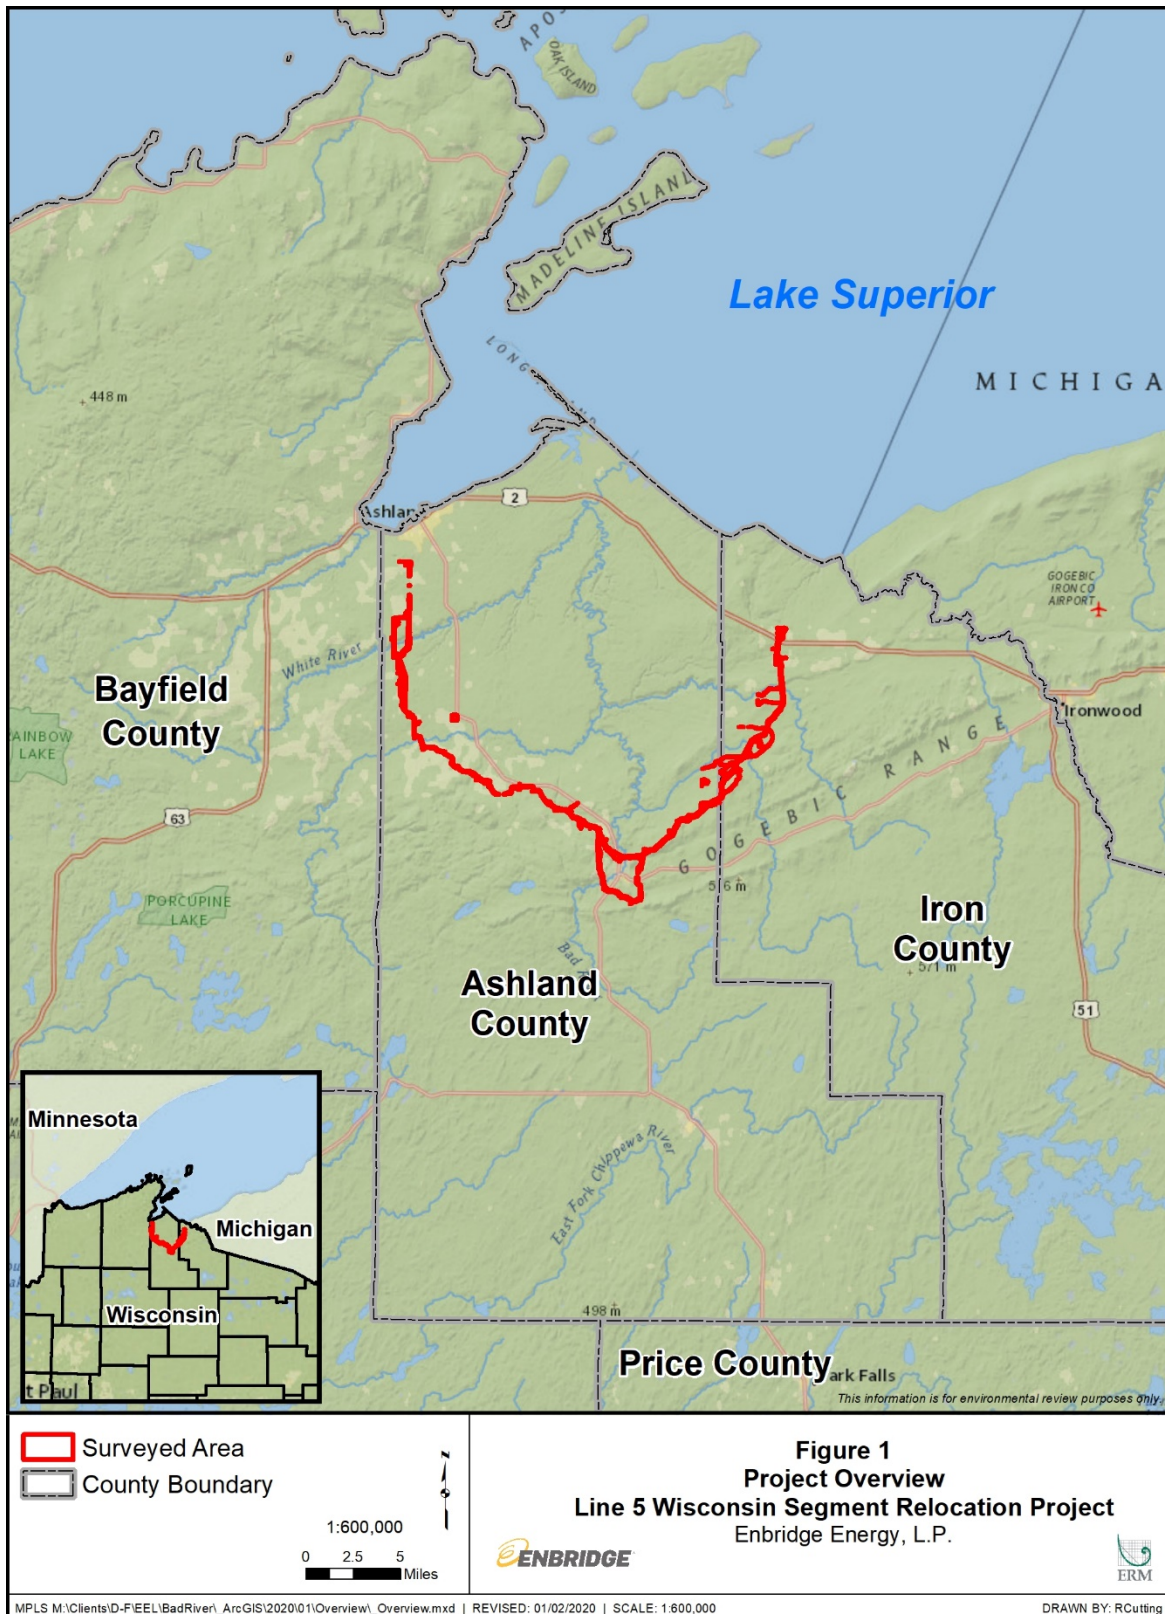 APOS
OAK ISLAND
MADELINE ISLAND
Lake Superior
LONG
MICHIGA
448 m
2
Ashlan
GOGEBIC
IRON CO
AIRPORT
White River
Bayfield
County
Ironwood
RAINBOW
LAKE
GOGEBIC RANGE
63
516 m
PORCUPINE
LAKE
Iron
County
571 m
Bad
Ashland
County
51
East Fork Chippewa River
498 m
Price County
ark Falls
This information is for environmental review purposes only.
Minnesota
Michigan
Wisconsin
t Paul
Surveyed Area
County Boundary
N
1:600,000
0 2.5 5
Miles
Figure 1
Project Overview
Line 5 Wisconsin Segment Relocation Project
Enbridge Energy, L.P.
ENBRIDGE
ERM
MPLS M:\Clients\D-F\EEL\BadRiver\_ArcGIS\2020\01\Overview\_Overview.mxd | REVISED: 01/02/2020 | SCALE: 1:600,000
DRAWN BY: RCutting